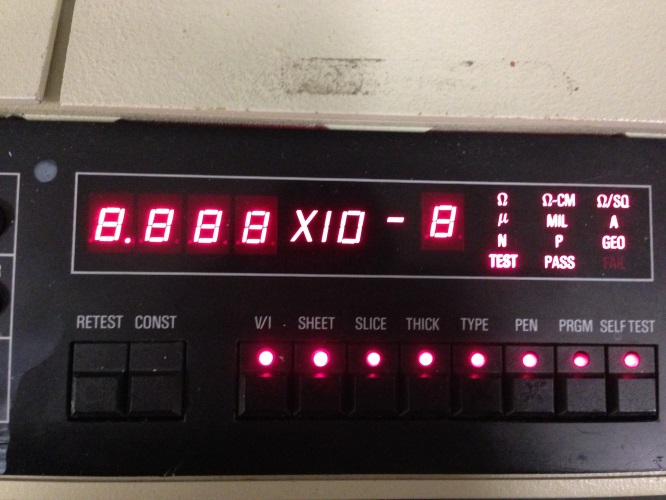 8.888 X10 - 8
Ω Ω-CM Ω/SQ
μ MIL A
N P GEO
TEST PASS FAIL
RETEST CONST V/I SHEET SLICE THICK TYPE PEN PRGM SELF TEST